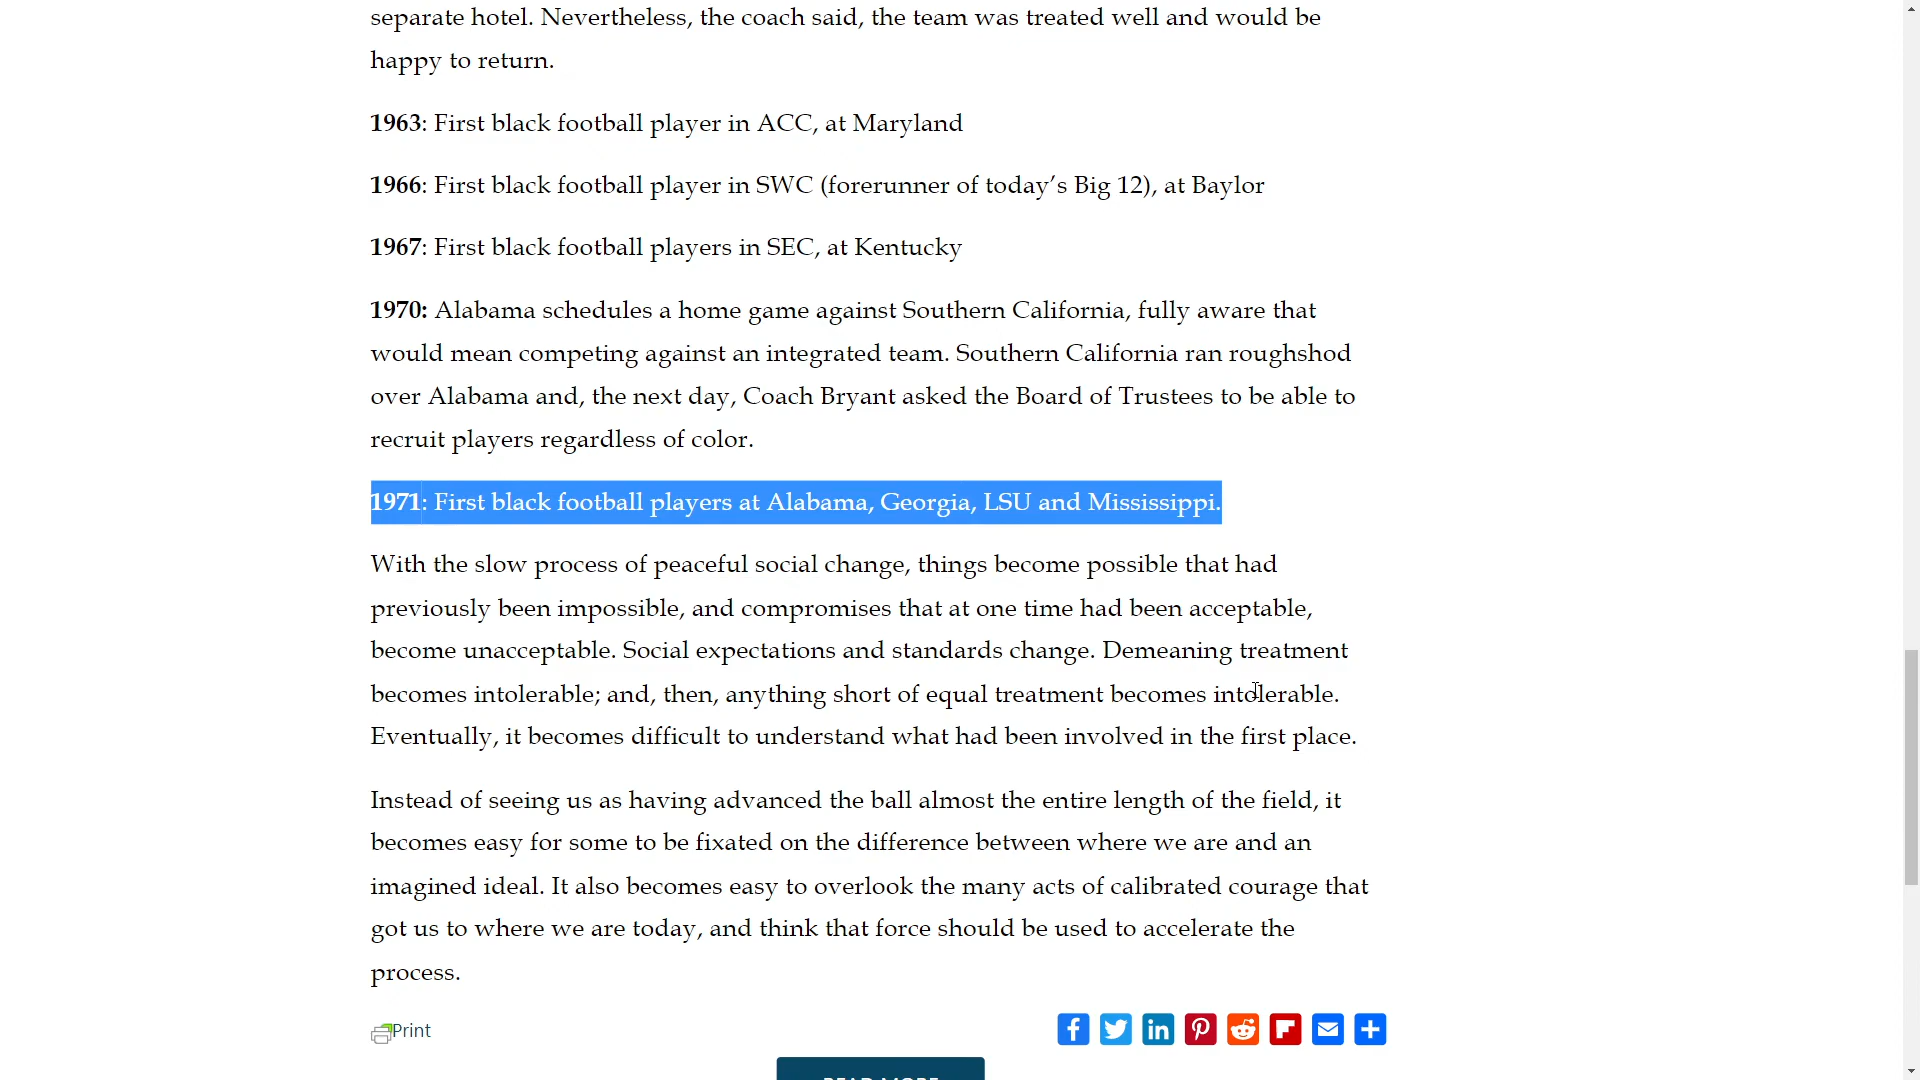 separate hotel. Nevertheless, the coach said, the team was treated well and would be
happy to return.
1963: First black football player in ACC, at Maryland
1966: First black football player in SWC (forerunner of today’s Big 12), at Baylor
1967: First black football players in SEC, at Kentucky
1970: Alabama schedules a home game against Southern California, fully aware that
would mean competing against an integrated team. Southern California ran roughshod
over Alabama and, the next day, Coach Bryant asked the Board of Trustees to be able to
recruit players regardless of color.
1971: First black football players at Alabama, Georgia, LSU and Mississippi.
With the slow process of peaceful social change, things become possible that had
previously been impossible, and compromises that at one time had been acceptable,
become unacceptable. Social expectations and standards change. Demeaning treatment
becomes intolerable; and, then, anything short of equal treatment becomes intolerable.
Eventually, it becomes difficult to understand what had been involved in the first place.
Instead of seeing us as having advanced the ball almost the entire length of the field, it
becomes easy for some to be fixated on the difference between where we are and an
imagined ideal. It also becomes easy to overlook the many acts of calibrated courage that
got us to where we are today, and think that force should be used to accelerate the
process.
Print
READ MORE